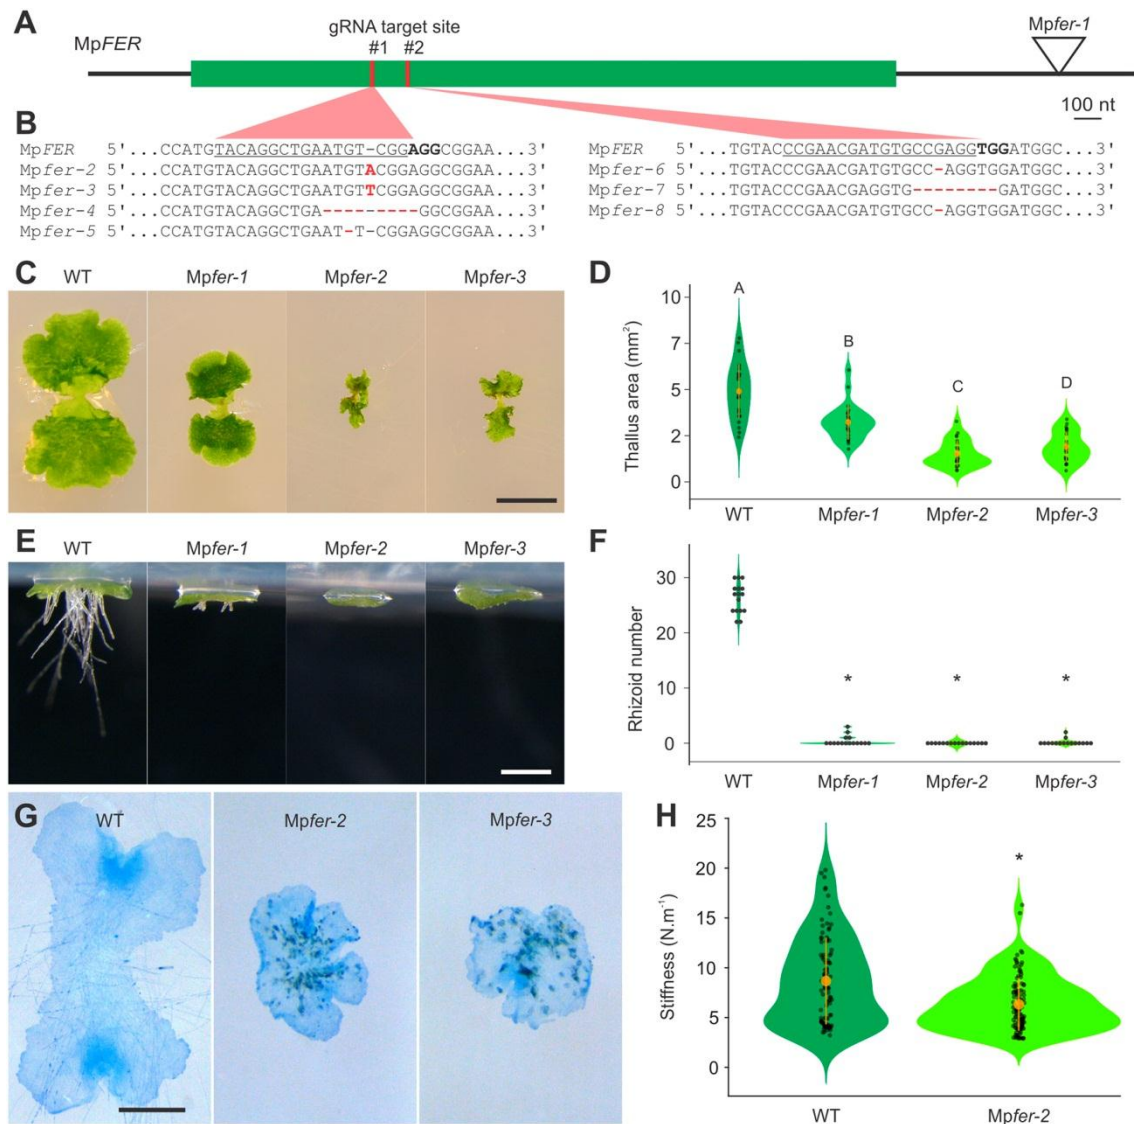 A
MpFER
gRNA target site
#1 #2
Mpfer-1
100 nt
B
MpFER 5'...CCATGTACAGGCTGAATGT-CGGAGGCGGAA...3'
Mpfer-2 5'...CCATGTACAGGCTGAATGTACGGAGGCGGAA...3'
Mpfer-3 5'...CCATGTACAGGCTGAATGTTCGGAGGCGGAA...3'
Mpfer-4 5'...CCATGTACAGGCTGA---------GGCGGAA...3'
Mpfer-5 5'...CCATGTACAGGCTGAAT-T-CGGAGGCGGAA...3'
MpFER 5'...TGTACCCGAACGATGTGCCGAGGTGGATGGC...3'
Mpfer-6 5'...TGTACCCGAACGATGTGCC-AGGTGGATGGC...3'
Mpfer-7 5'...TGTACCCGAACGAGGTG--------GATGGC...3'
Mpfer-8 5'...TGTACCCGAACGATGTGCC-AGGTGGATGGC...3'
C
WT Mpfer-1 Mpfer-2 Mpfer-3
D
Thallus area (mm²)
10
7
5
2
0
A
B
C
D
WT Mpfer-1 Mpfer-2 Mpfer-3
E
WT Mpfer-1 Mpfer-2 Mpfer-3
F
Rhizoid number
30
20
10
0
* * *
WT Mpfer-1 Mpfer-2 Mpfer-3
G
WT Mpfer-2 Mpfer-3
H
Stiffness (N.m⁻¹)
25
20
15
10
5
0
*
WT Mpfer-2